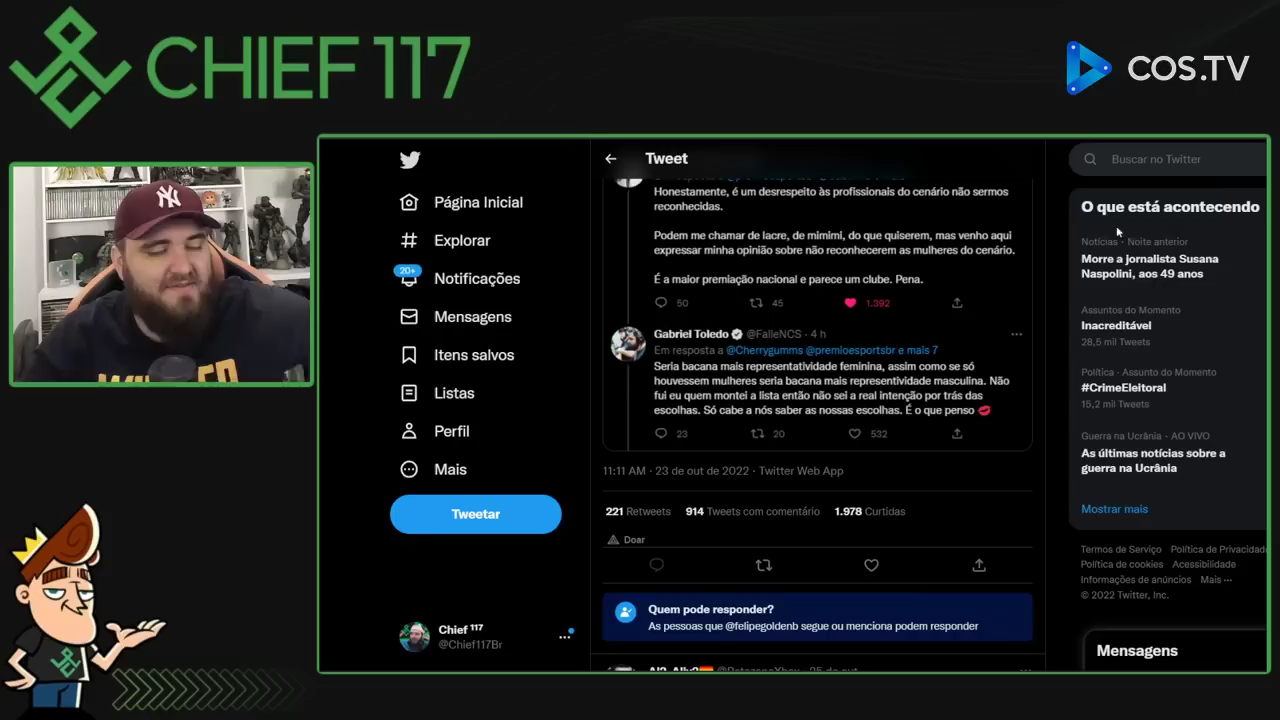 CHIEF 117
COS.TV
Tweet
Buscar no Twitter
Página Inicial
Explorar
20+
Notificações
Mensagens
Itens salvos
Listas
Perfil
Mais
Tweetar
Chief 117
@Chief117Br
Honestamente, é um desrespeito às profissionais do cenário não sermos
reconhecidas.
Podem me chamar de lacre, de mimimi, do que quiserem, mas venho aqui
expressar minha opinião sobre não reconhecerem as mulheres do cenário.
É a maior premiação nacional e parece um clube. Pena.
50 45 1.392
Gabriel Toledo @FalleNCS · 4 h
Em resposta a @Cherrygumms @premioesportsbr e mais 7
Seria bacana mais representatividade feminina, assim como se só
houvessem mulheres seria bacana mais representividade masculina. Não
fui eu quem montei a lista então não sei a real intenção por trás das
escolhas. Só cabe a nós saber as nossas escolhas. É o que penso 💋
23 20 532
11:11 AM · 23 de out de 2022 · Twitter Web App
221 Retweets 914 Tweets com comentário 1.978 Curtidas
Doar
Quem pode responder?
As pessoas que @felipegoldenb segue ou menciona podem responder
O que está acontecendo
Notícias · Noite anterior
Morre a jornalista Susana
Naspolini, aos 49 anos
Assuntos do Momento
Inacreditável
28,5 mil Tweets
Política · Assunto do Momento
#CrimeEleitoral
15,2 mil Tweets
Guerra na Ucrânia · AO VIVO
As últimas notícias sobre a
guerra na Ucrânia
Mostrar mais
Termos de Serviço Política de Privacidade
Política de cookies Acessibilidade
Informações de anúncios Mais ···
© 2022 Twitter, Inc.
Mensagens